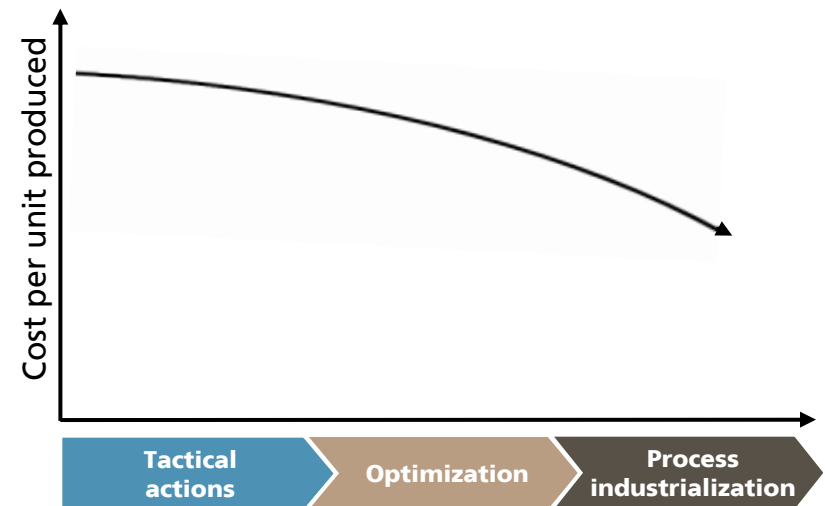 Cost per unit produced
Tactical
actions
Optimization
Process
industrialization